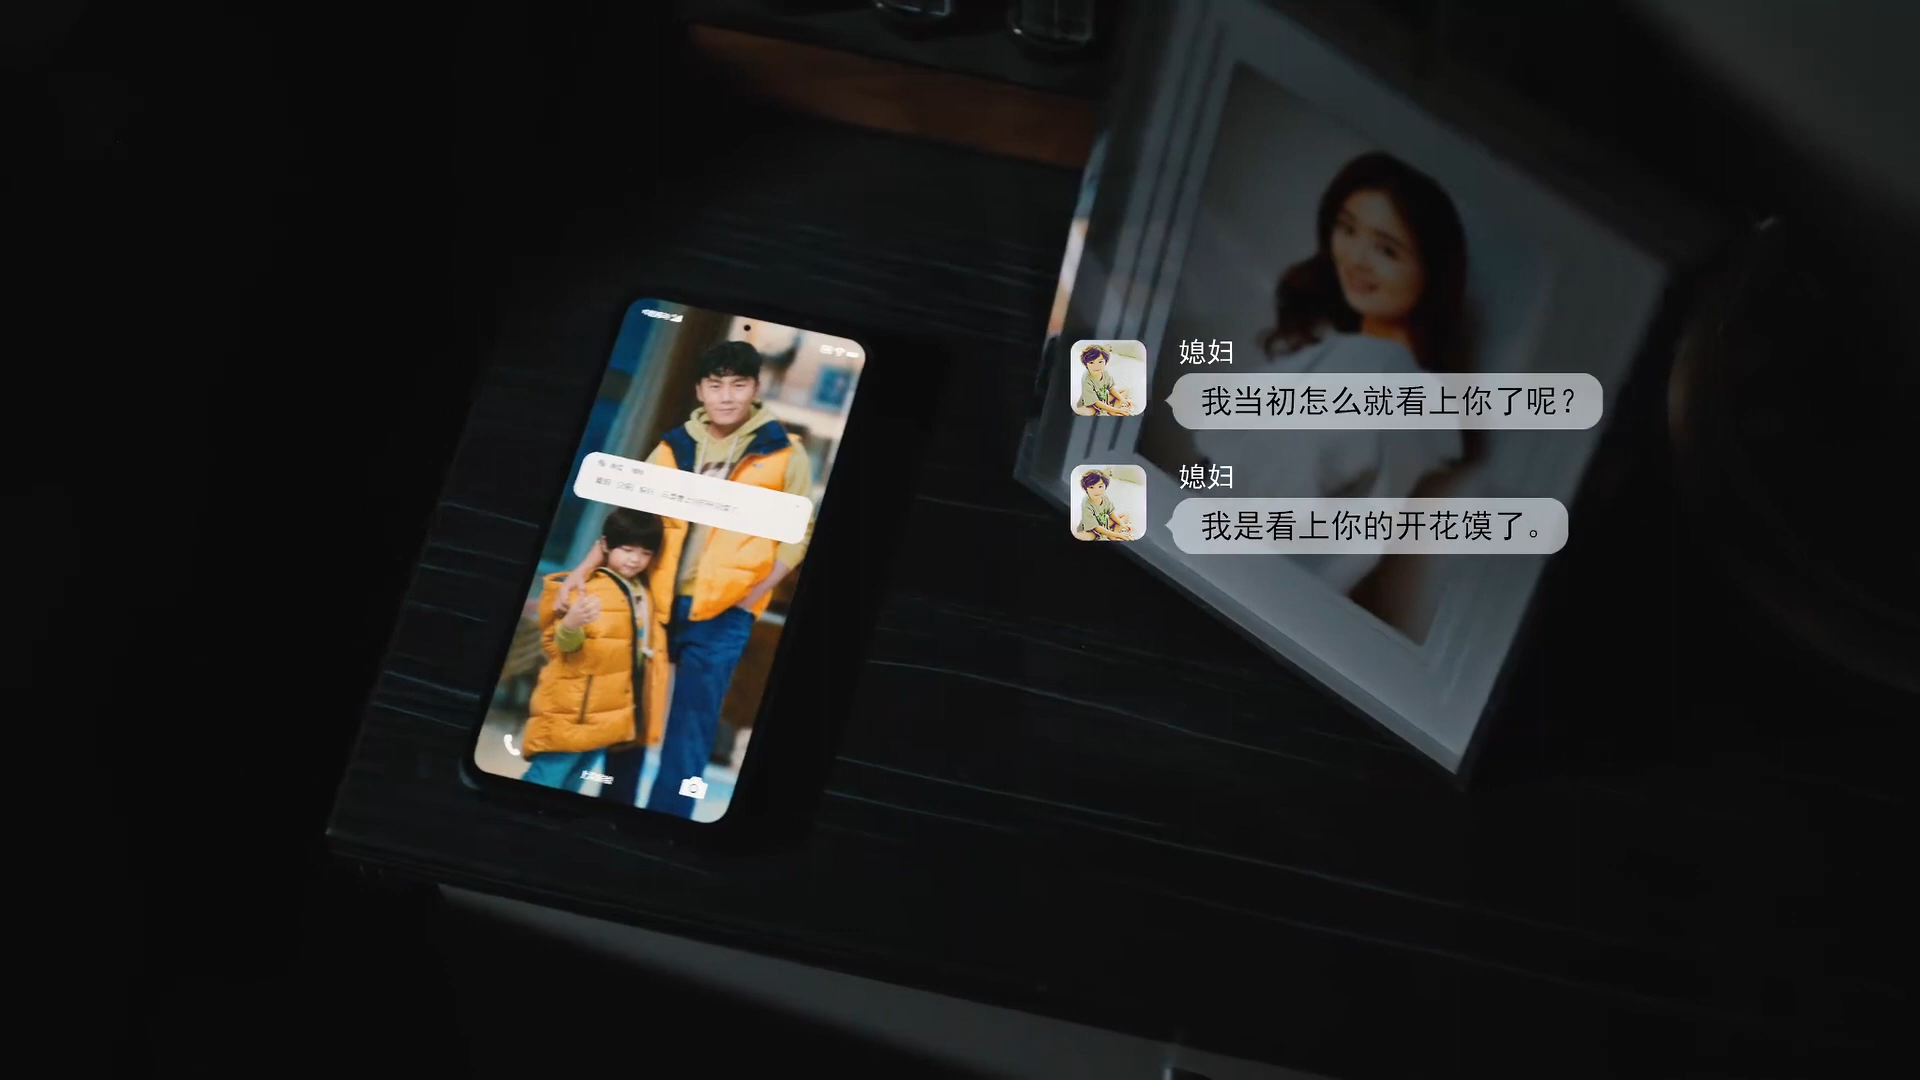 媳妇
我当初怎么就看上你了呢？
媳妇
我是看上你的开花馍了。